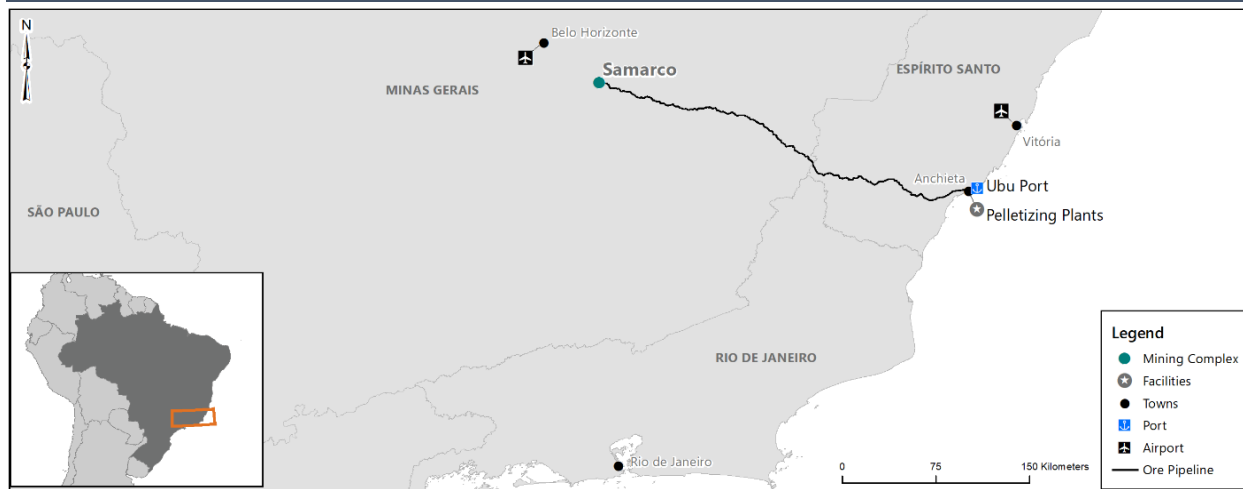 N
Belo Horizonte
Samarco
MINAS GERAIS
ESPÍRITO SANTO
Vitória
Anchieta
Ubu Port
Pelletizing Plants
SÃO PAULO
RIO DE JANEIRO
Rio de Janeiro
Legend
Mining Complex
Facilities
Towns
Port
Airport
Ore Pipeline
0 75 150 Kilometers